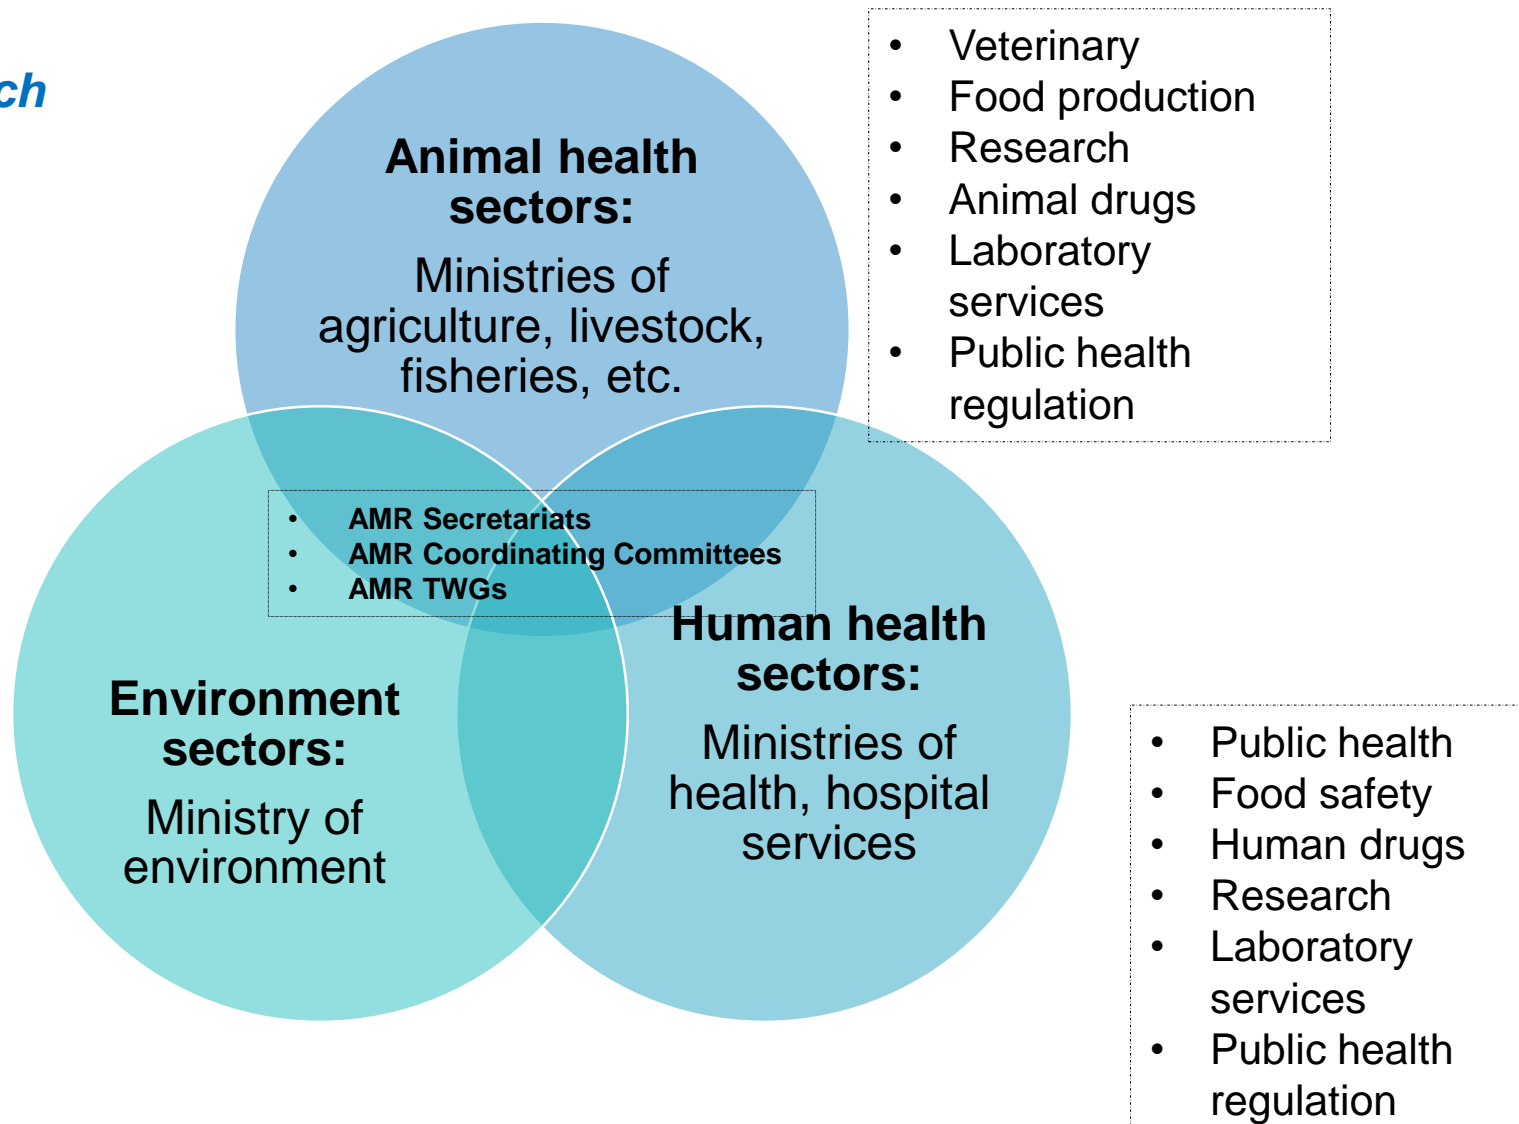 ch
Animal health
sectors:
Ministries of
agriculture, livestock,
fisheries, etc.
• Veterinary
• Food production
• Research
• Animal drugs
• Laboratory
services
• Public health
regulation
• AMR Secretariats
• AMR Coordinating Committees
• AMR TWGs
Environment
sectors:
Ministry of
environment
Human health
sectors:
Ministries of
health, hospital
services
• Public health
• Food safety
• Human drugs
• Research
• Laboratory
services
• Public health
regulation